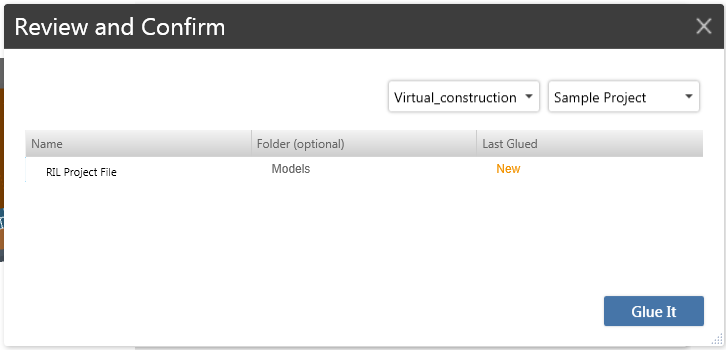 Review and Confirm
Virtual_construction Sample Project
Name Folder (optional) Last Glued
RIL Project File Models New
Glue It